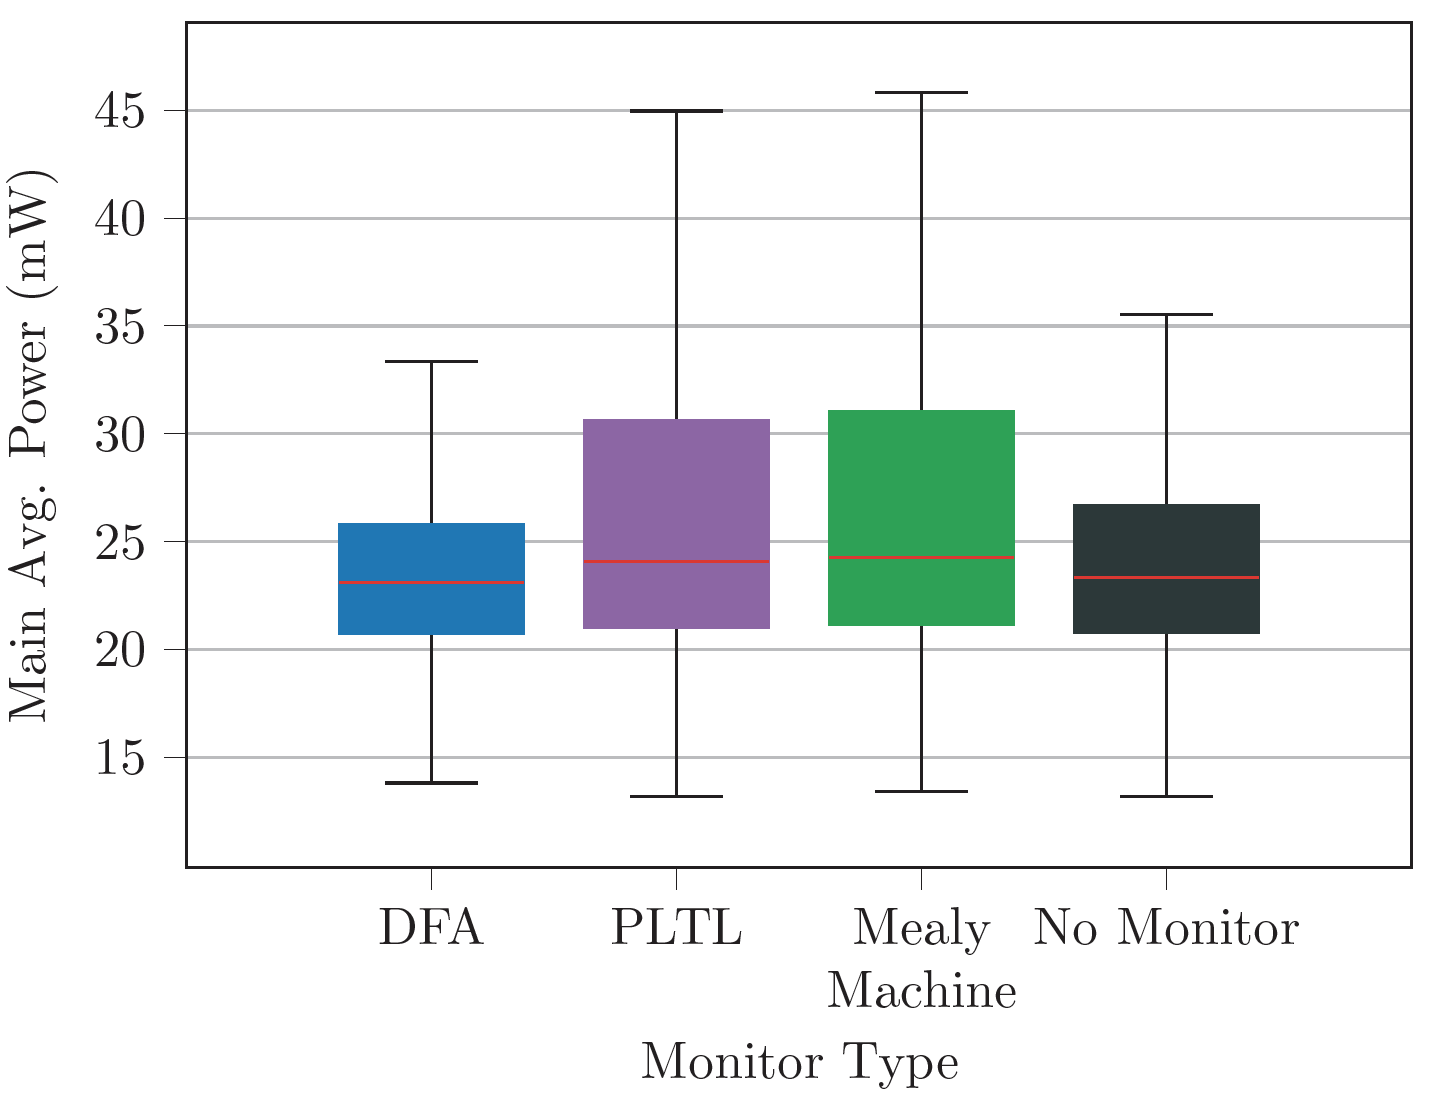 Main Avg. Power (mW)
45
40
35
30
25
20
15
DFA
PLTL
Mealy
Machine
No Monitor
Monitor Type